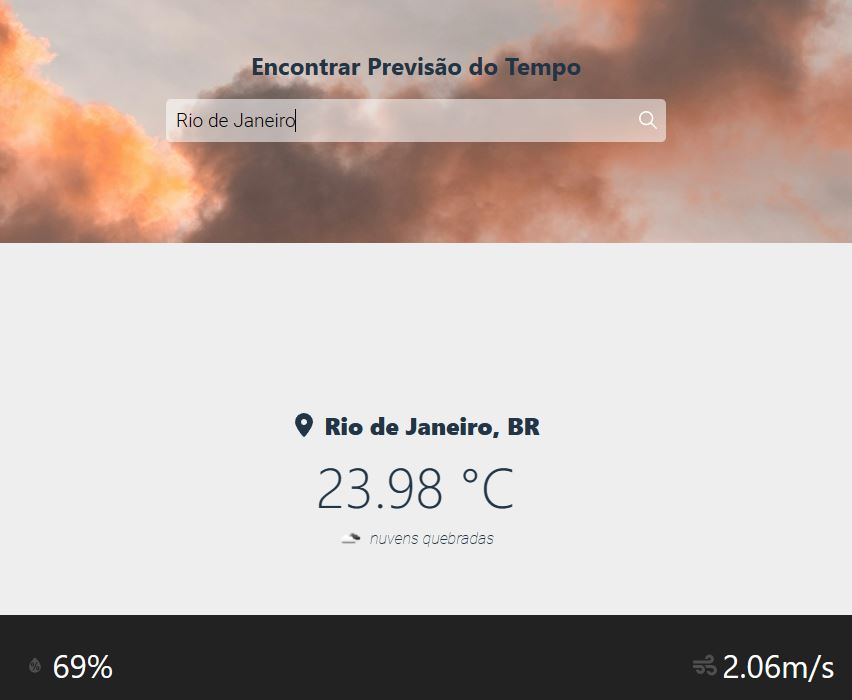 Encontrar Previsão do Tempo
Rio de Janeiro
Rio de Janeiro, BR
23.98 °C
nuvens quebradas
69%
2.06m/s